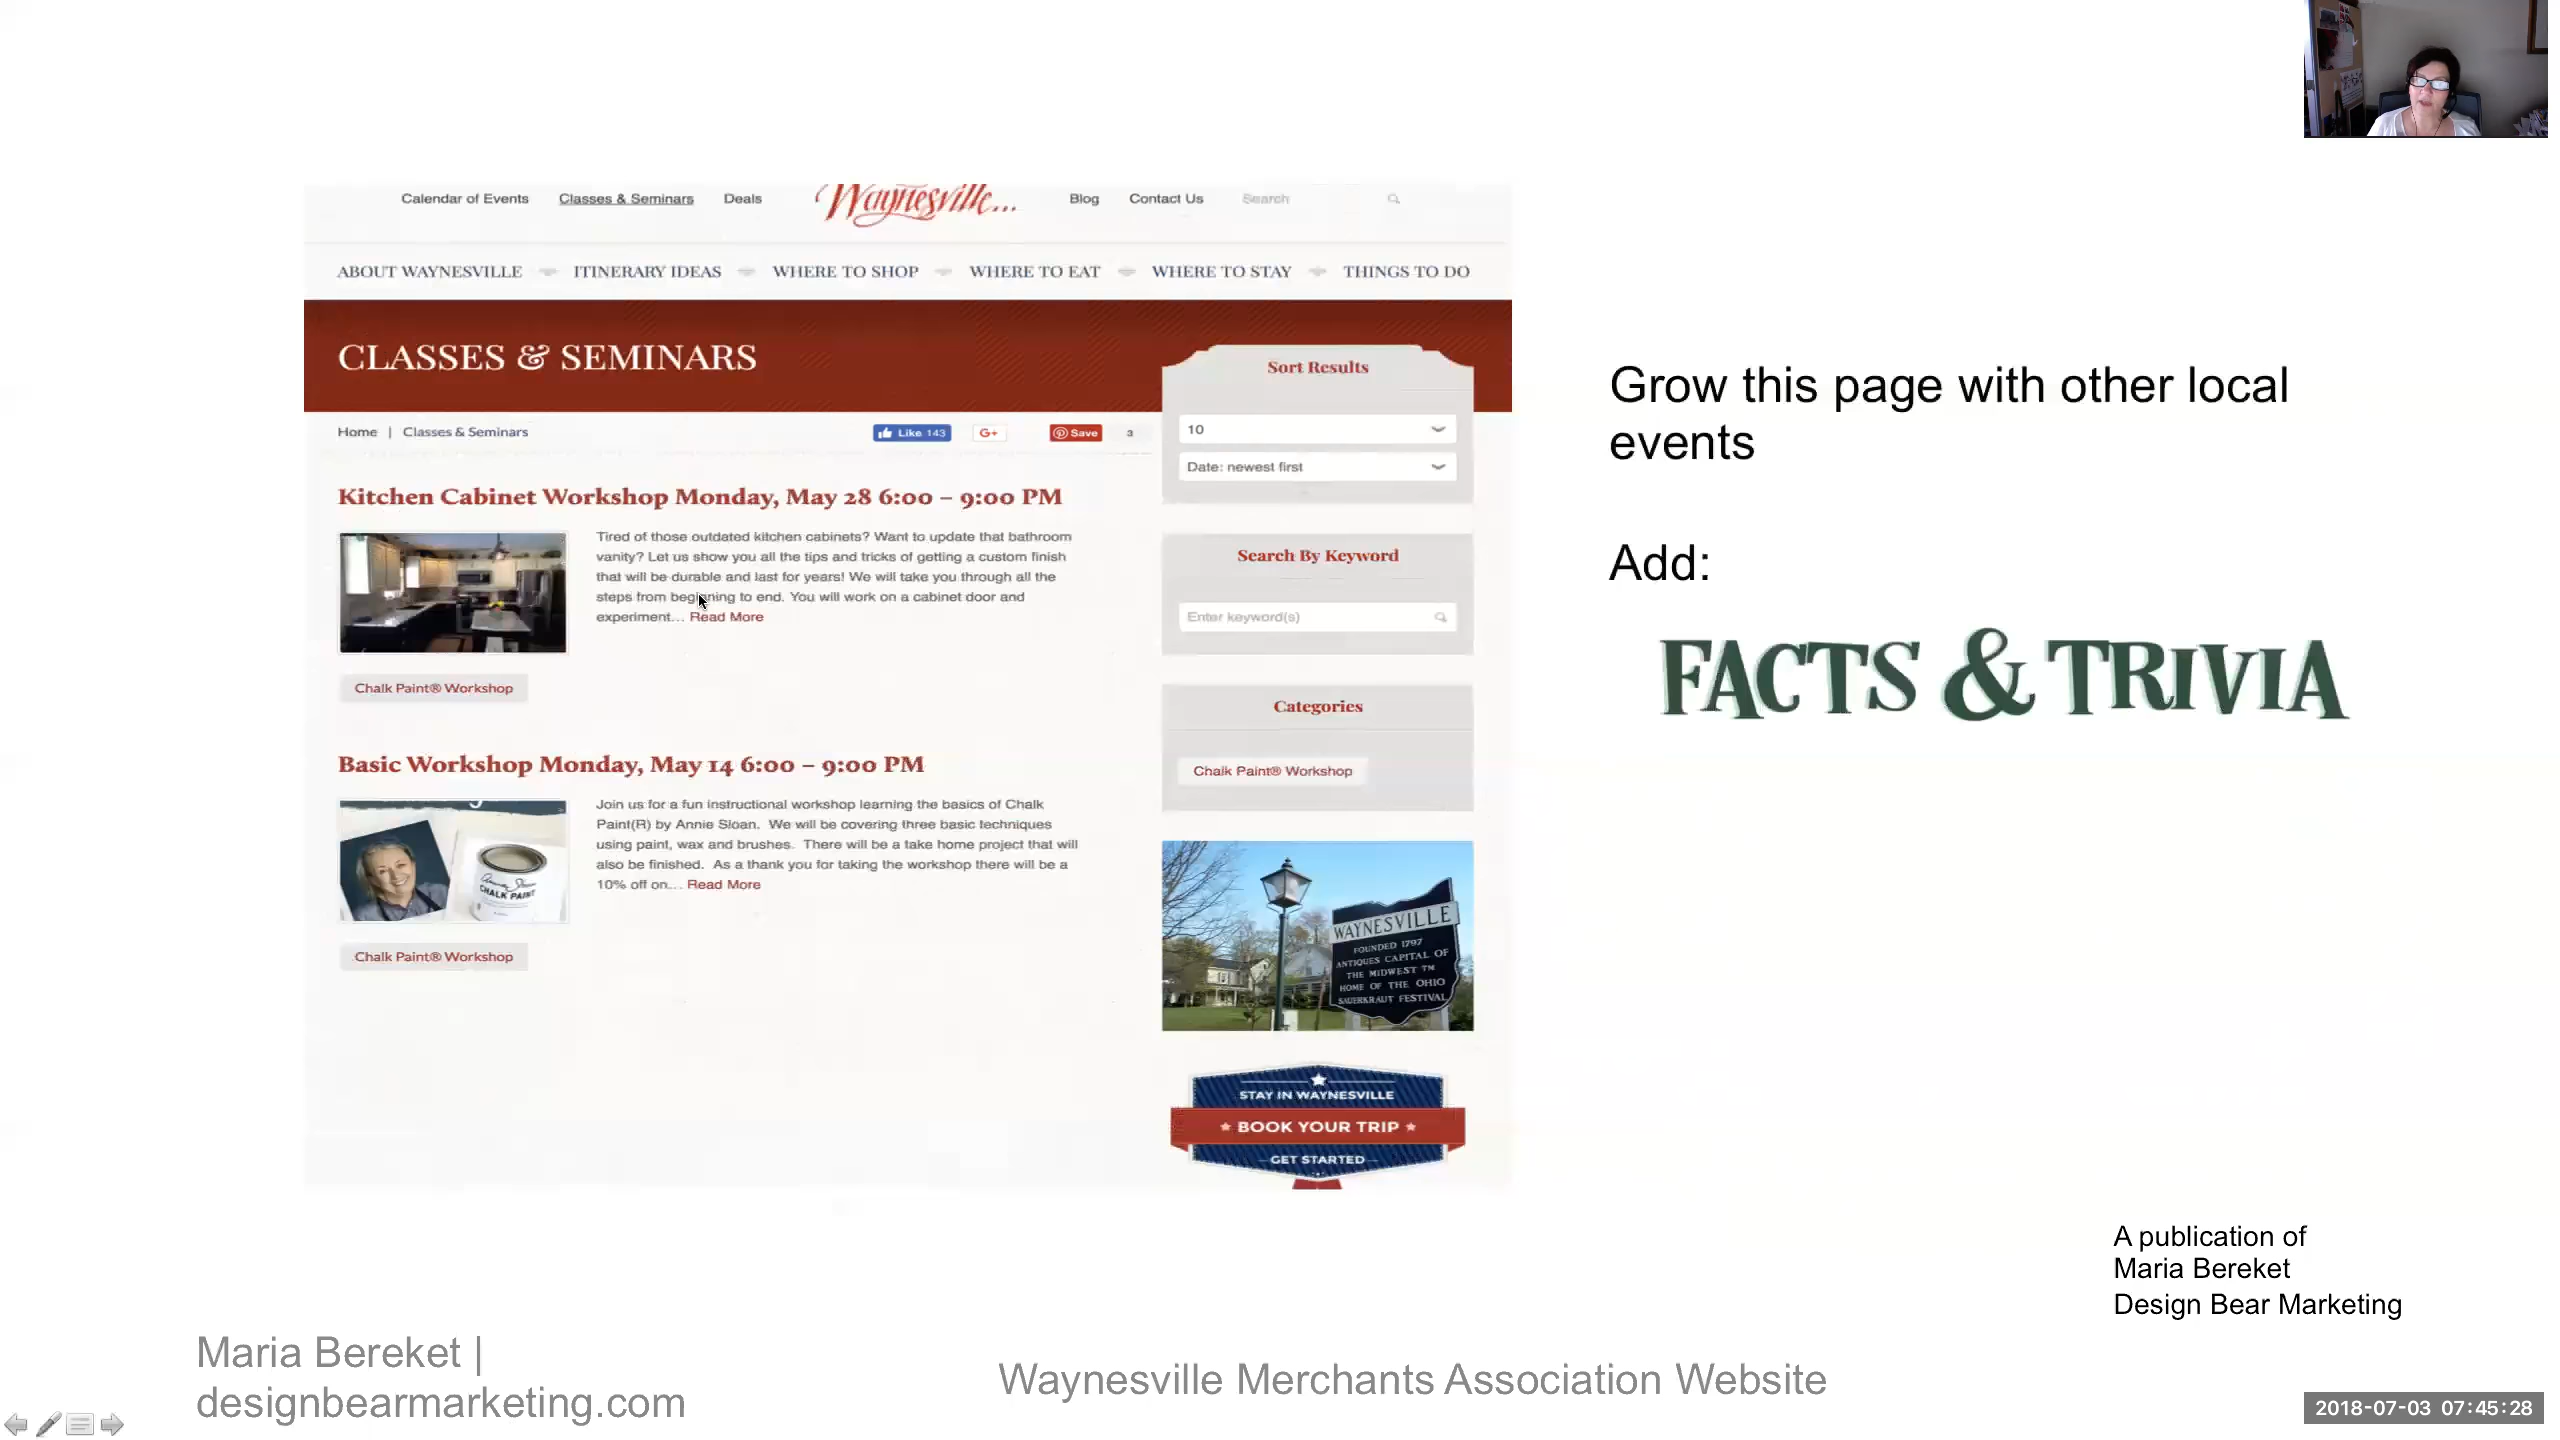 Calendar of Events Classes & Seminars Deals Waynesville... Blog Contact Us Search
ABOUT WAYNESVILLE ITINERARY IDEAS WHERE TO SHOP WHERE TO EAT WHERE TO STAY THINGS TO DO
CLASSES & SEMINARS
Home | Classes & Seminars
Like 143
G+
Save
3
Kitchen Cabinet Workshop Monday, May 28 6:00 – 9:00 PM
Tired of those outdated kitchen cabinets? Want to update that bathroom
vanity? Let us show you all the tips and tricks of getting a custom finish
that will be durable and last for years! We will take you through all the
steps from beginning to end. You will work on a cabinet door and
experiment... Read More
Chalk Paint® Workshop
Basic Workshop Monday, May 14 6:00 – 9:00 PM
CHALK PAINT
Join us for a fun instructional workshop learning the basics of Chalk
Paint(R) by Annie Sloan. We will be covering three basic techniques
using paint, wax and brushes. There will be a take home project that will
also be finished. As a thank you for taking the workshop there will be a
10% off on... Read More
Chalk Paint® Workshop
Sort Results
10
Date: newest first
Search By Keyword
Enter keyword(s)
Categories
Chalk Paint® Workshop
WAYNESVILLE
FOUNDED 1797
ANTIQUES CAPITAL OF
THE MIDWEST TM
HOME OF THE OHIO
SAUERKRAUT FESTIVAL
STAY IN WAYNESVILLE
BOOK YOUR TRIP
GET STARTED
Grow this page with other local
events
Add:
FACTS & TRIVIA
A publication of
Maria Bereket
Design Bear Marketing
Maria Bereket |
designbearmarketing.com
Waynesville Merchants Association Website
2018-07-03 07:45:28